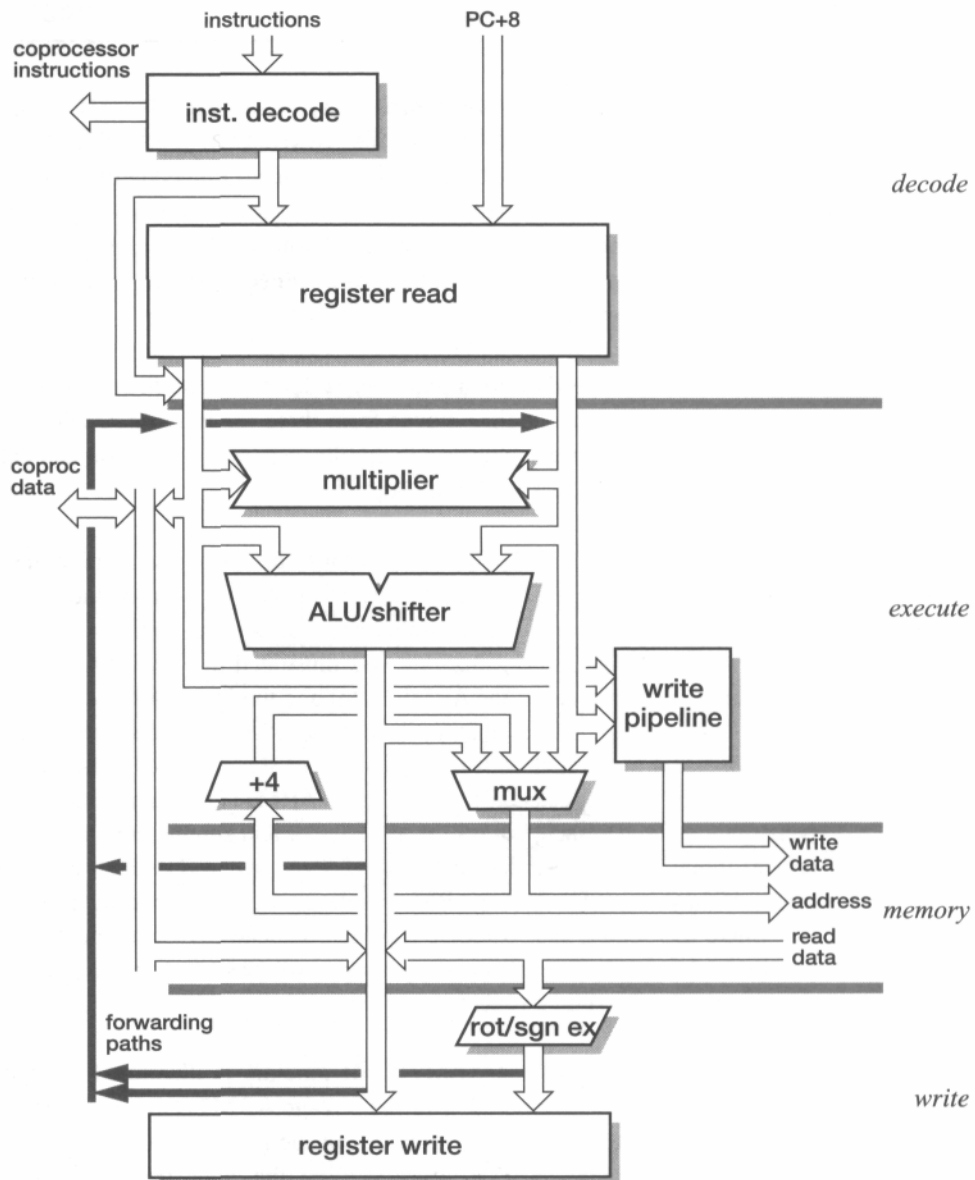 instructions
PC+8
coprocessor
instructions
inst. decode
decode
register read
coproc
data
multiplier
ALU/shifter
execute
write
pipeline
+4
mux
write
data
address
memory
read
data
rot/sgn ex
forwarding
paths
write
register write